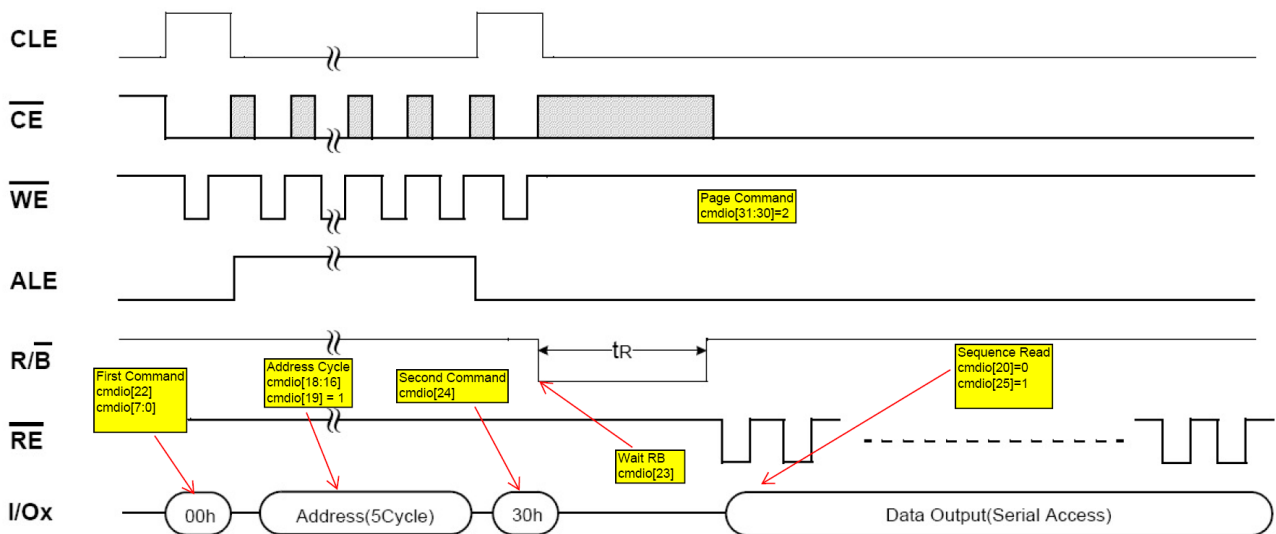 CLE
CE
WE
Page Command
cmdio[31:30]=2
ALE
R/B
tR
First Command
cmdio[22]
cmdio[7:0]
Address Cycle
cmdio[18:16]
cmdio[19] = 1
Second Command
cmdio[24]
Sequence Read
cmdio[20]=0
cmdio[25]=1
RE
Wait RB
cmdio[23]
I/Ox
00h
Address(5Cycle)
30h
Data Output(Serial Access)